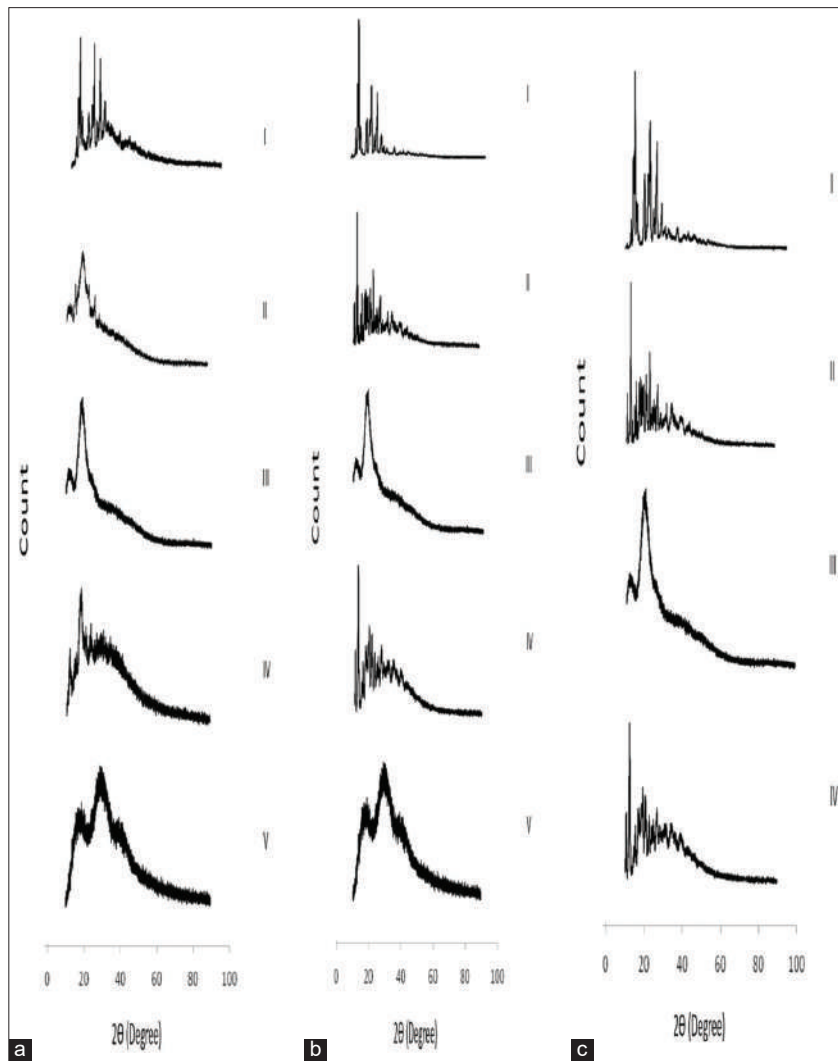 I
II
III
IV
V
Count
0 20 40 60 80 100
2Θ (Degree)
a
I
II
III
IV
V
Count
0 20 40 60 80 100
2Θ (Degree)
b
I
II
III
IV
Count
0 20 40 60 80 100
2Θ (Degree)
c